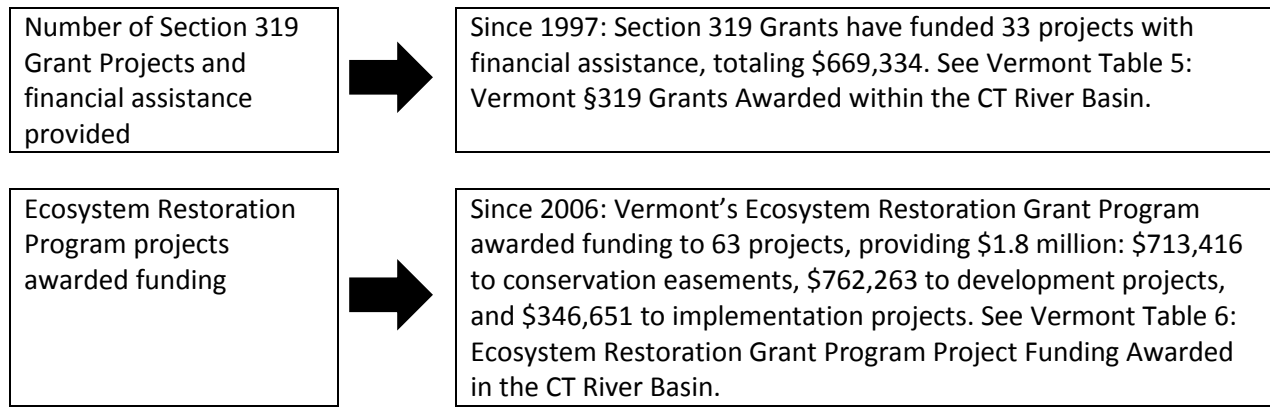 Number of Section 319
Grant Projects and
financial assistance
provided
Since 1997: Section 319 Grants have funded 33 projects with
financial assistance, totaling $669,334. See Vermont Table 5:
Vermont §319 Grants Awarded within the CT River Basin.
Ecosystem Restoration
Program projects
awarded funding
Since 2006: Vermont’s Ecosystem Restoration Grant Program
awarded funding to 63 projects, providing $1.8 million: $713,416
to conservation easements, $762,263 to development projects,
and $346,651 to implementation projects. See Vermont Table 6:
Ecosystem Restoration Grant Program Project Funding Awarded
in the CT River Basin.